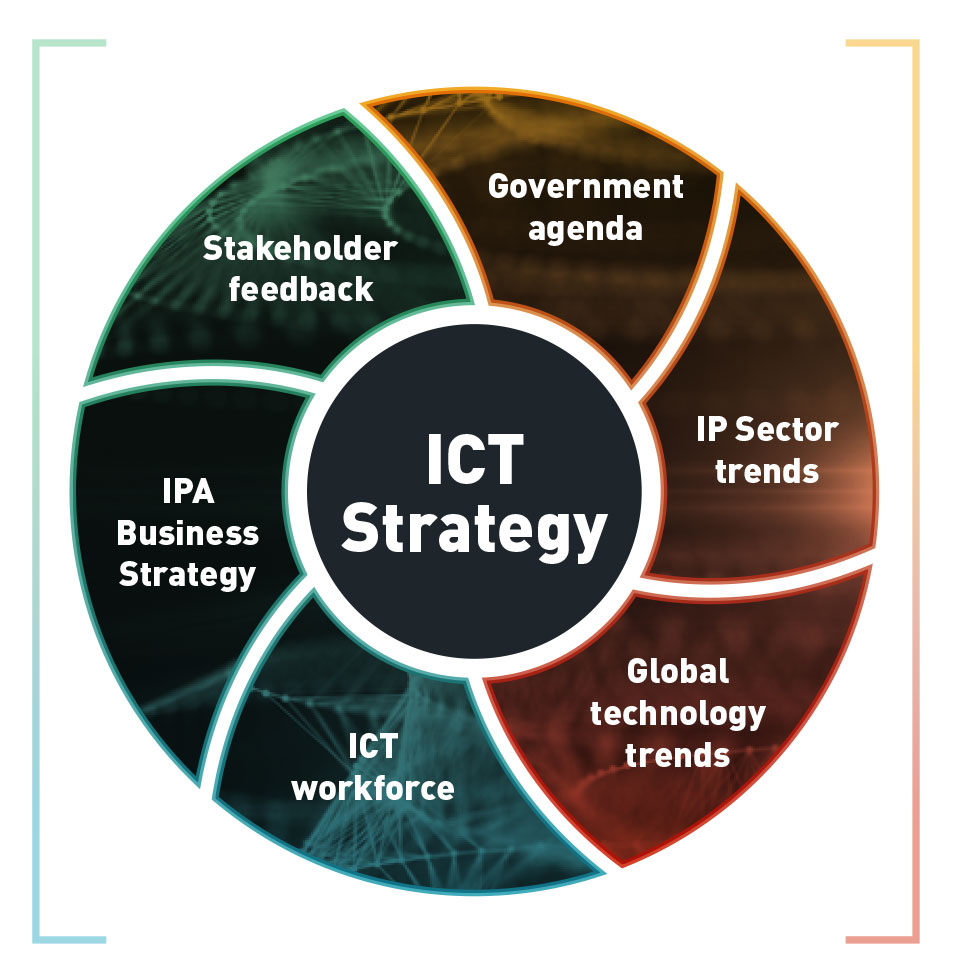 Government
agenda
Stakeholder
feedback
IP Sector
trends
ICT
Strategy
IPA
Business
Strategy
Global
technology
trends
ICT
workforce